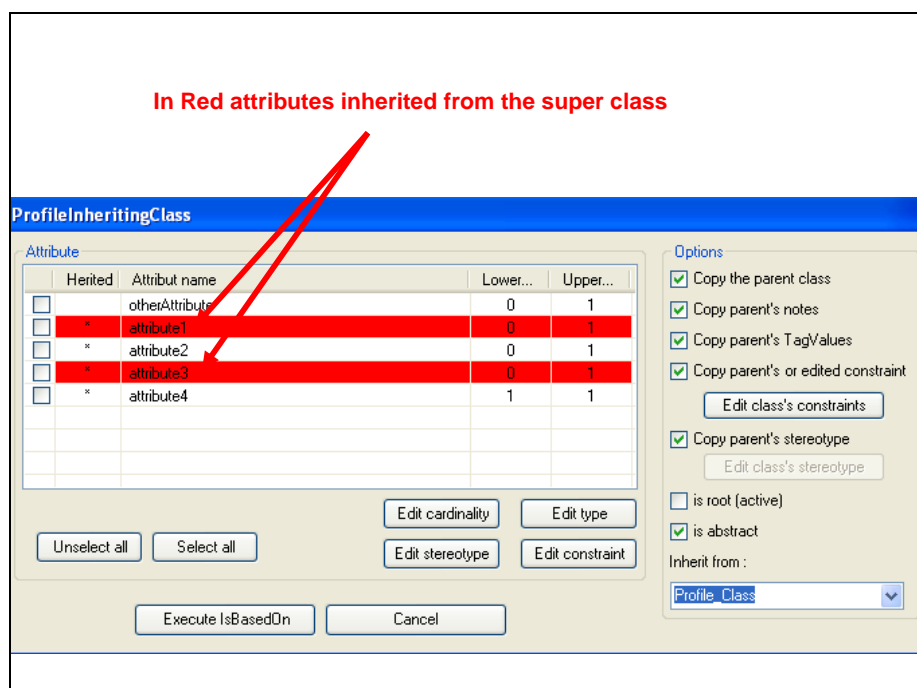 In Red attributes inherited from the super class
ProfileInheritingClass
Attribute
Herited Attribut name Lower... Upper...
otherAttribute 0 1
* attribute1 0 1
* attribute2 0 1
* attribute3 0 1
* attribute4 1 1
Edit cardinality Edit type
Unselect all Select all Edit stereotype Edit constraint
Execute IsBasedOn Cancel
Options
Copy the parent class
Copy parent's notes
Copy parent's TagValues
Copy parent's or edited constraint
Edit class's constraints
Copy parent's stereotype
Edit class's stereotype
is root (active)
is abstract
Inherit from :
Profile_Class